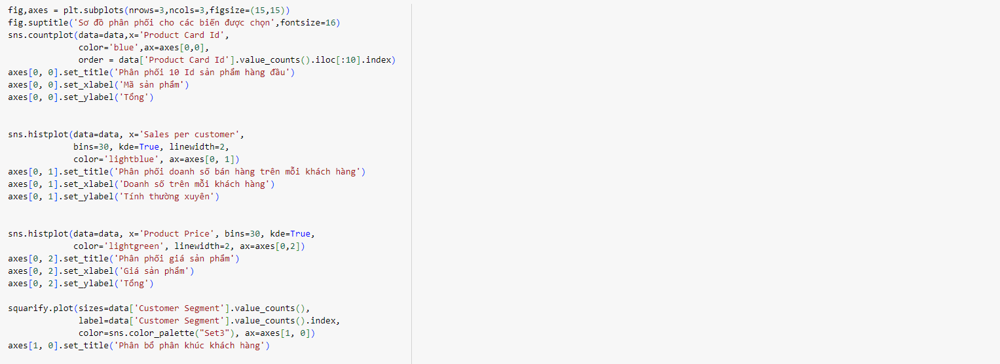 fig,axes = plt.subplots(nrows=3,ncols=3,figsize=(15,15))
fig.suptitle('Sơ đồ phân phối cho các biến được chọn',fontsize=16)
sns.countplot(data=data,x='Product Card Id',
              color='blue',ax=axes[0,0],
              order = data['Product Card Id'].value_counts().iloc[:10].index)
axes[0, 0].set_title('Phân phối 10 Id sản phẩm hàng đầu')
axes[0, 0].set_xlabel('Mã sản phẩm')
axes[0, 0].set_ylabel('Tổng')
sns.histplot(data=data, x='Sales per customer',
             bins=30, kde=True, linewidth=2,
             color='lightblue', ax=axes[0, 1])
axes[0, 1].set_title('Phân phối doanh số bán hàng trên mỗi khách hàng')
axes[0, 1].set_xlabel('Doanh số trên mỗi khách hàng')
axes[0, 1].set_ylabel('Tính thường xuyên')
sns.histplot(data=data, x='Product Price', bins=30, kde=True,
             color='lightgreen', linewidth=2, ax=axes[0,2])
axes[0, 2].set_title('Phân phối giá sản phẩm')
axes[0, 2].set_xlabel('Giá sản phẩm')
axes[0, 2].set_ylabel('Tổng')
squarify.plot(sizes=data['Customer Segment'].value_counts(),
              label=data['Customer Segment'].value_counts().index,
              color=sns.color_palette("Set3"), ax=axes[1, 0])
axes[1, 0].set_title('Phân bổ phân khúc khách hàng')